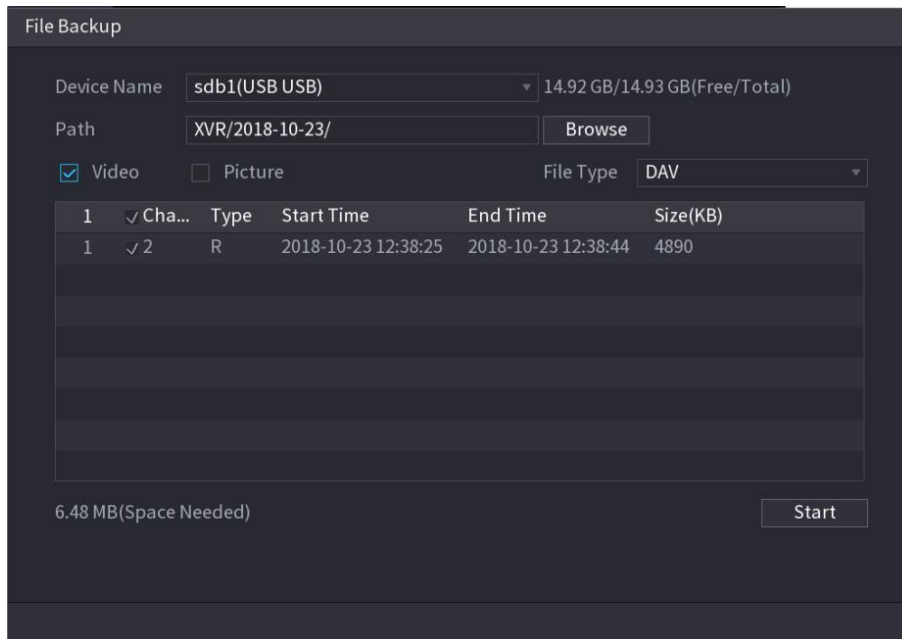 File Backup
Device Name sdb1(USB USB) 14.92 GB/14.93 GB(Free/Total)
Path XVR/2018-10-23/ Browse
Video Picture File Type DAV
1 Cha... Type Start Time End Time Size(KB)
1 2 R 2018-10-23 12:38:25 2018-10-23 12:38:44 4890
6.48 MB(Space Needed) Start